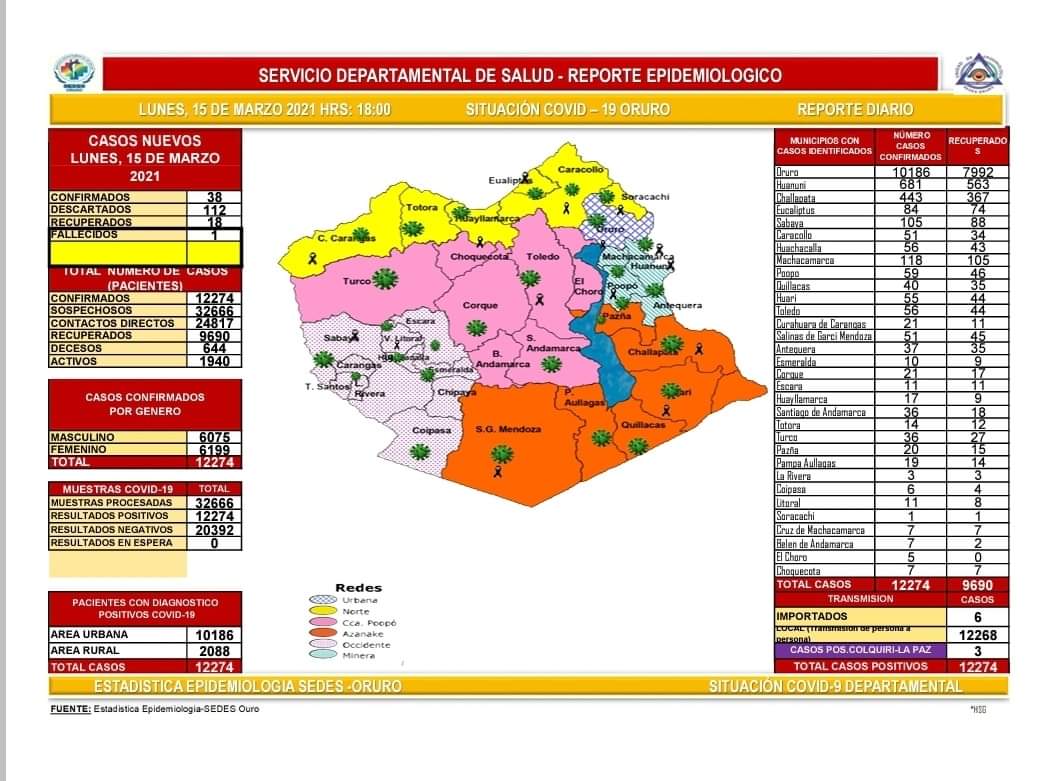 SERVICIO DEPARTAMENTAL DE SALUD - REPORTE EPIDEMIOLOGICO
LUNES, 15 DE MARZO 2021 HRS: 18:00 SITUACIÓN COVID – 19 ORURO REPORTE DIARIO
CASOS NUEVOS
LUNES, 15 DE MARZO
2021
CONFIRMADOS 38
DESCARTADOS 112
RECUPERADOS 18
FALLECIDOS 1
TOTAL NUMERO DE CASOS
(PACIENTES)
CONFIRMADOS 12274
SOSPECHOSOS 32666
CONTACTOS DIRECTOS 24817
RECUPERADOS 9690
DECESOS 644
ACTIVOS 1940
CASOS CONFIRMADOS
POR GENERO
MASCULINO 6075
FEMENINO 6199
TOTAL 12274
MUESTRAS COVID-19 TOTAL
MUESTRAS PROCESADAS 32666
RESULTADOS POSITIVOS 12274
RESULTADOS NEGATIVOS 20392
RESULTADOS EN ESPERA 0
PACIENTES CON DIAGNOSTICO
POSITIVOS COVID-19
AREA URBANA 10186
AREA RURAL 2088
TOTAL CASOS 12274
Caracollo
Eualiptus
Soracachi
Totora
Huayllamarca
Oruro
C. Carangas
Choquecota
Toledo
Machacamarca
Huanuni
Turco
El
Choro
Poopó
Corque
Antequera
Pazña
Escara
Sabaya
V. Litoral
S.
Andamarca
Challapata
Carangas
B.
Andamarca
Esmeralda
T. Santos
Rivera
Chipaya
P.
Aullagas
Coipasa
S.G. Mendoza
Quillacas
Redes
Urbana
Norte
Cca. Poopó
Azanake
Occidente
Minera
MUNICIPIOS CON
CASOS IDENTIFICADOS
NÚMERO
CASOS
CONFIRMADOS
RECUPERADO
S
Oruro 10186 7992
Huanuni 681 563
Challapata 443 367
Eucaliptus 84 74
Sabaya 105 88
Caracollo 51 34
Huachacalla 56 43
Machacamarca 118 105
Poopo 59 46
Quillacas 40 35
Huari 55 44
Toledo 56 44
Curahuara de Carangas 21 11
Salinas de Garci Mendoza 51 45
Antequera 37 35
Esmeralda 10 9
Corque 21 17
Escara 11 11
Huayllamarca 17 9
Santiago de Andamarca 36 18
Totora 14 12
Turco 36 27
Pazña 20 15
Pampa Aullagas 19 14
La Rivera 3 3
Coipasa 6 4
Litoral 11 8
Soracachi 1 1
Cruz de Machacamarca 7 7
Belen de Andamarca 7 2
El Choro 5 0
Choquecota 7 7
TOTAL CASOS 12274 9690
TRANSMISION CASOS
IMPORTADOS 6
LOCAL (Transmision de persona a
persona) 12268
CASOS POS.COLQUIRI-LA PAZ 3
TOTAL CASOS POSITIVOS 12274
ESTADISTICA EPIDEMIOLOGIA SEDES -ORURO SITUACIÓN COVID-9 DEPARTAMENTAL
FUENTE: Estadistica Epidemiologia-SEDES Ouro *HSG